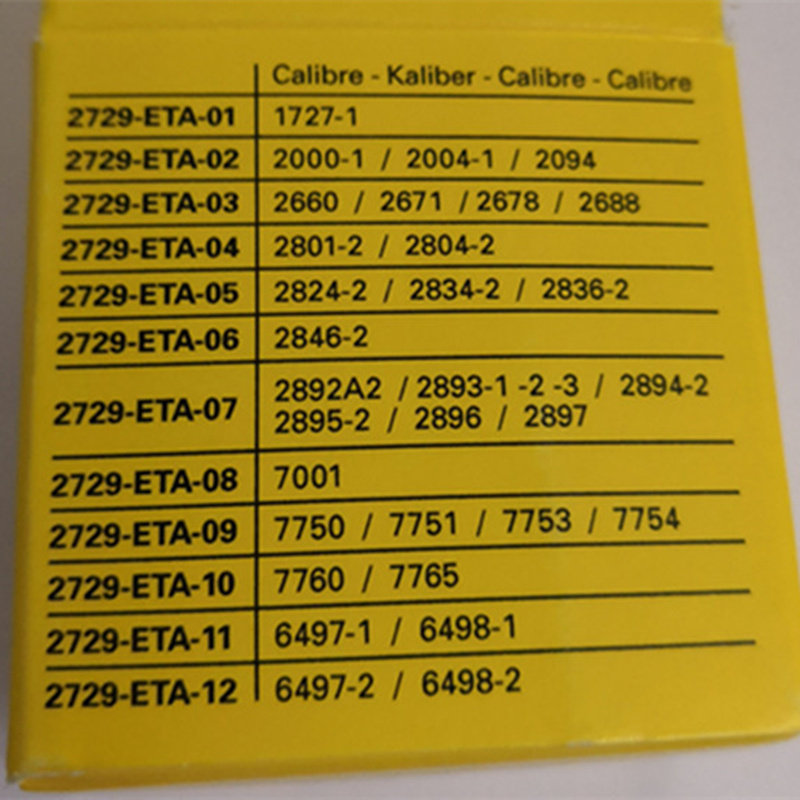 Calibre - Kaliber - Calibre - Calibre
2729-ETA-01 1727-1
2729-ETA-02 2000-1 / 2004-1 / 2094
2729-ETA-03 2660 / 2671 / 2678 / 2688
2729-ETA-04 2801-2 / 2804-2
2729-ETA-05 2824-2 / 2834-2 / 2836-2
2729-ETA-06 2846-2
2729-ETA-07 2892A2 / 2893-1 -2 -3 / 2894-2
2895-2 / 2896 / 2897
2729-ETA-08 7001
2729-ETA-09 7750 / 7751 / 7753 / 7754
2729-ETA-10 7760 / 7765
2729-ETA-11 6497-1 / 6498-1
2729-ETA-12 6497-2 / 6498-2